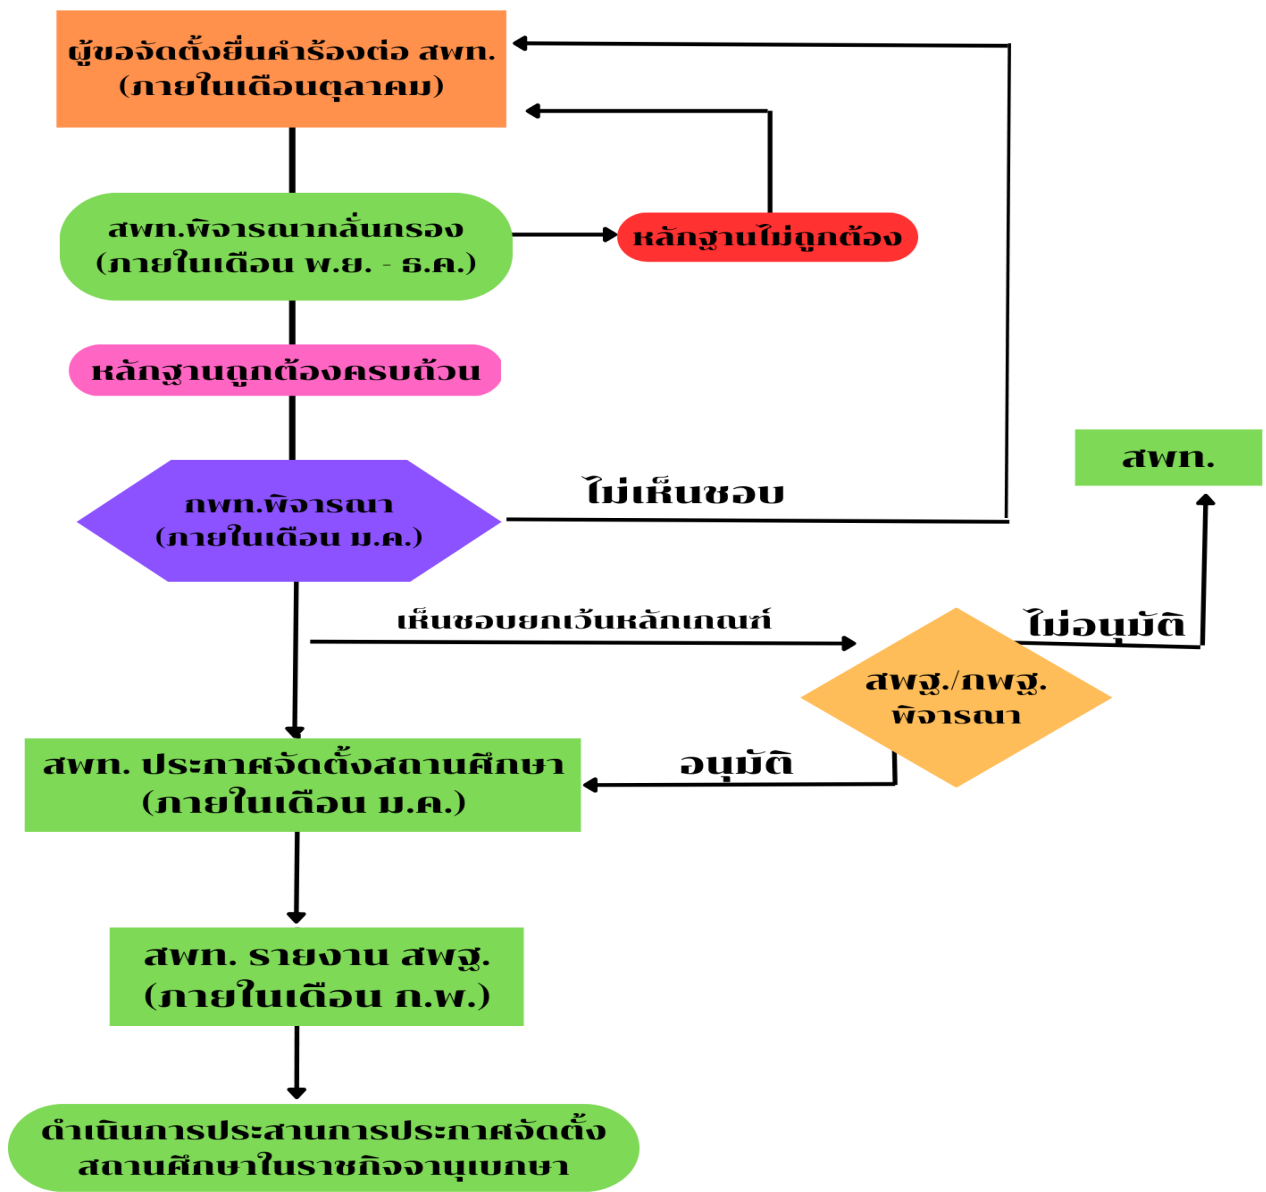 ผู้ขอจัดตั้งยื่นคำร้องต่อ สพท.
(ภายในเดือนตุลาคม)
สพท.พิจารณากลั่นกรอง
(ภายในเดือน พ.ย. - ธ.ค.)
หลักฐานไม่ถูกต้อง
หลักฐานถูกต้องครบถ้วน
กพท.พิจารณา
(ภายในเดือน ม.ค.)
ไม่เห็นชอบ
สพท.
เห็นชอบยกเว้นหลักเกณฑ์
ไม่อนุมัติ
สพฐ./กพฐ.
พิจารณา
อนุมัติ
สพท. ประกาศจัดตั้งสถานศึกษา
(ภายในเดือน ม.ค.)
สพท. รายงาน สพฐ.
(ภายในเดือน ก.พ.)
ดำเนินการประสานการประกาศจัดตั้ง
สถานศึกษาในราชกิจจานุเบกษา